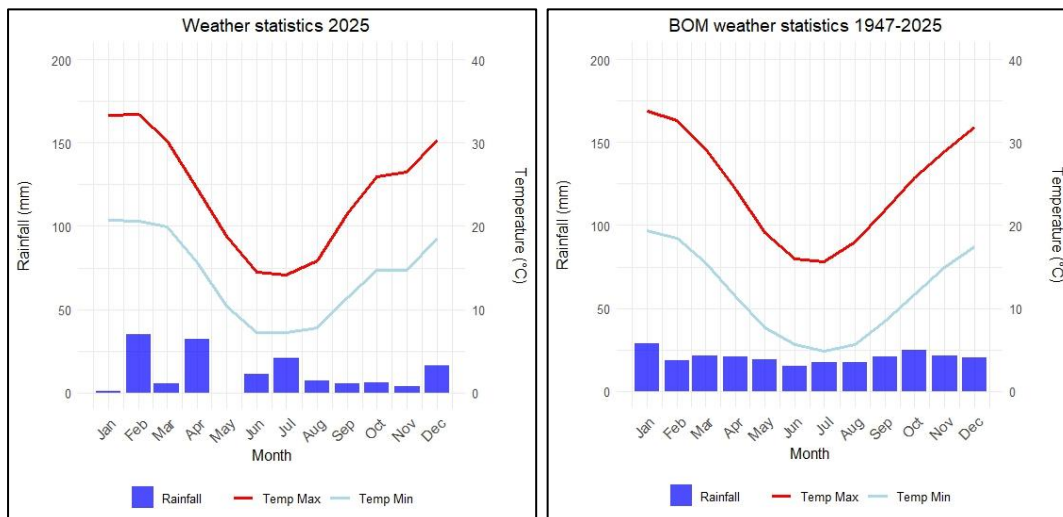 Weather statistics 2025
200
150
100
50
0
Rainfall (mm)
40
30
20
10
0
Temperature (°C)
Jan Feb Mar Apr May Jun Jul Aug Sep Oct Nov Dec
Month
Rainfall Temp Max Temp Min
BOM weather statistics 1947-2025
200
150
100
50
0
Rainfall (mm)
40
30
20
10
0
Temperature (°C)
Jan Feb Mar Apr May Jun Jul Aug Sep Oct Nov Dec
Month
Rainfall Temp Max Temp Min